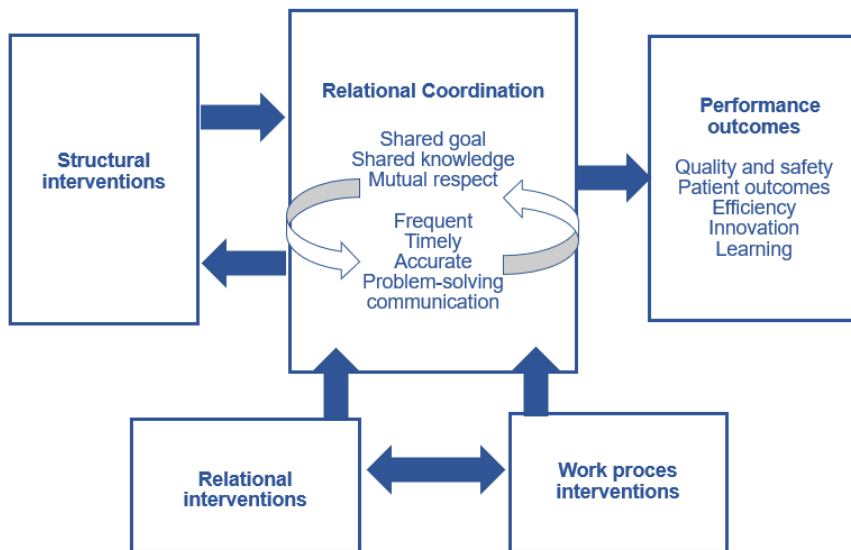 Structural
interventions
Relational Coordination
Shared goal
Shared knowledge
Mutual respect
Frequent
Timely
Accurate
Problem-solving
communication
Performance
outcomes
Quality and safety
Patient outcomes
Efficiency
Innovation
Learning
Relational
interventions
Work proces
interventions